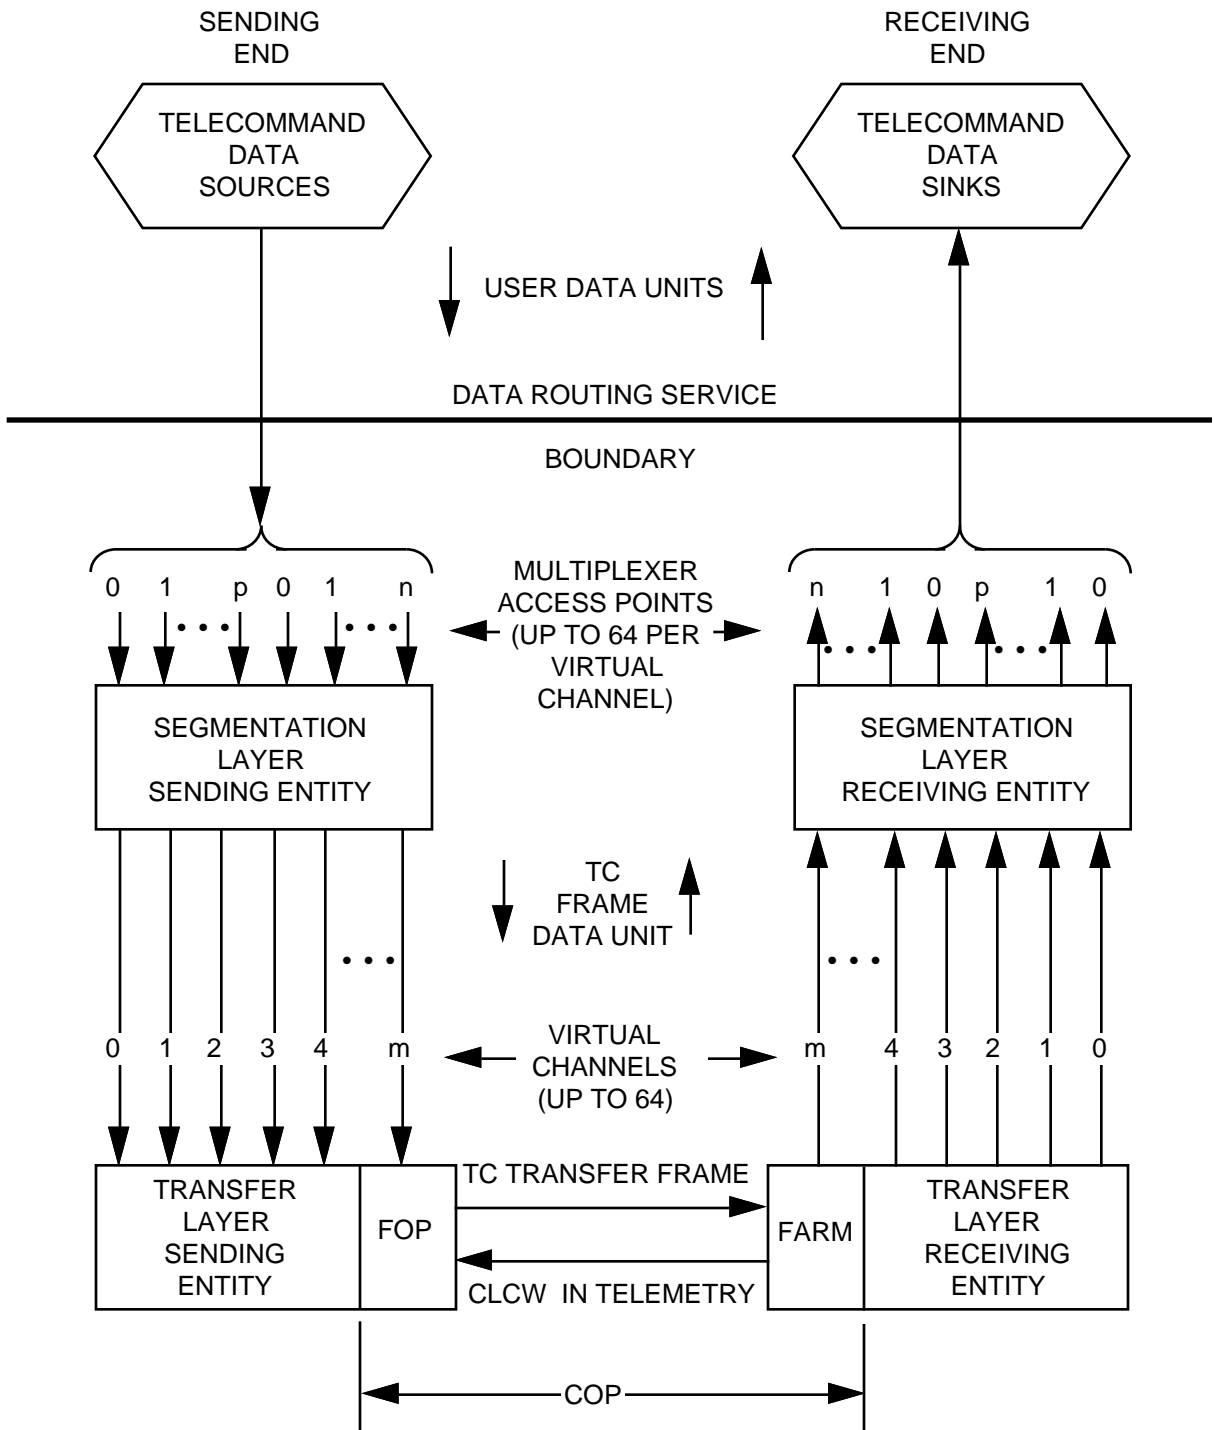 SENDING
END
RECEIVING
END
TELECOMMAND
DATA
SOURCES
TELECOMMAND
DATA
SINKS
USER DATA UNITS
DATA ROUTING SERVICE
BOUNDARY
0 1 p 0 1 n
• • • • • •
MULTIPLEXER
ACCESS POINTS
(UP TO 64 PER
VIRTUAL
CHANNEL)
n 1 0 p 1 0
• • • • • •
SEGMENTATION
LAYER
SENDING ENTITY
SEGMENTATION
LAYER
RECEIVING ENTITY
TC
FRAME
DATA UNIT
• • •
• • •
0 1 2 3 4 m
VIRTUAL
CHANNELS
(UP TO 64)
m 4 3 2 1 0
TRANSFER
LAYER
SENDING
ENTITY
FOP
TC TRANSFER FRAME
CLCW IN TELEMETRY
FARM
TRANSFER
LAYER
RECEIVING
ENTITY
COP